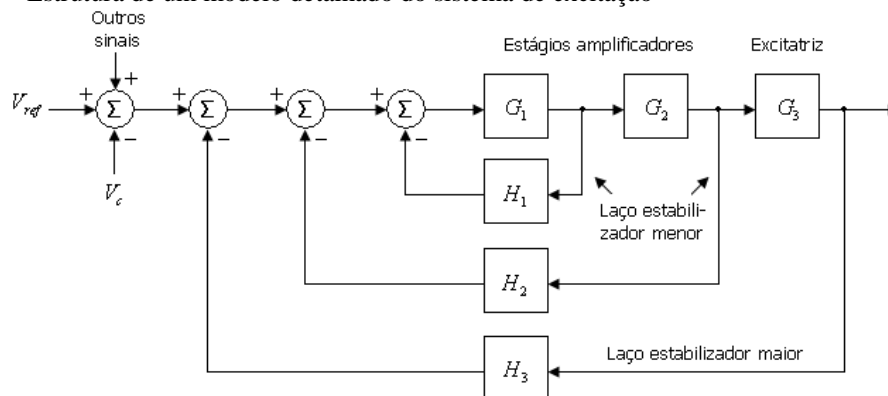 Estrutura de um modelo detalhado do sistema de excitação
Outros
sinais
Estágios amplificadores
Excitatriz
+
+
+
+
+
V_ref
Σ
Σ
Σ
Σ
G_1
G_2
G_3
−
−
−
−
V_c
H_1
Laço estabili-
zador menor
H_2
Laço estabilizador maior
H_3